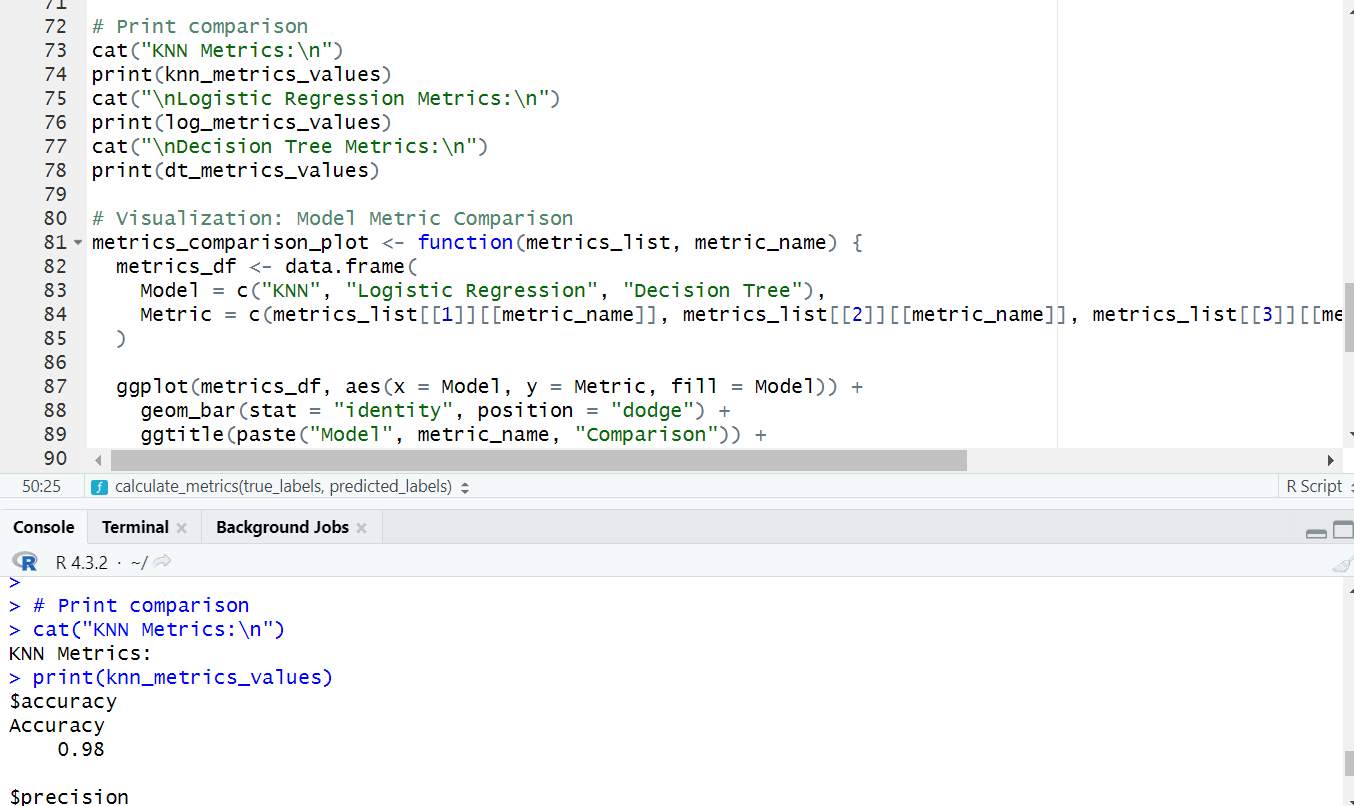 71
72 # Print comparison
73 cat("KNN Metrics:\n")
74 print(knn_metrics_values)
75 cat("\nLogistic Regression Metrics:\n")
76 print(log_metrics_values)
77 cat("\nDecision Tree Metrics:\n")
78 print(dt_metrics_values)
79
80 # Visualization: Model Metric Comparison
81 metrics_comparison_plot <- function(metrics_list, metric_name) {
82   metrics_df <- data.frame(
83     Model = c("KNN", "Logistic Regression", "Decision Tree"),
84     Metric = c(metrics_list[[1]][[metric_name]], metrics_list[[2]][[metric_name]], metrics_list[[3]][[me
85   )
86
87   ggplot(metrics_df, aes(x = Model, y = Metric, fill = Model)) +
88     geom_bar(stat = "identity", position = "dodge") +
89     ggtitle(paste("Model", metric_name, "Comparison")) +
90
50:25 calculate_metrics(true_labels, predicted_labels) R Script
Console Terminal Background Jobs
R R 4.3.2 · ~/
>
> # Print comparison
> cat("KNN Metrics:\n")
KNN Metrics:
> print(knn_metrics_values)
$accuracy
Accuracy
    0.98
$precision